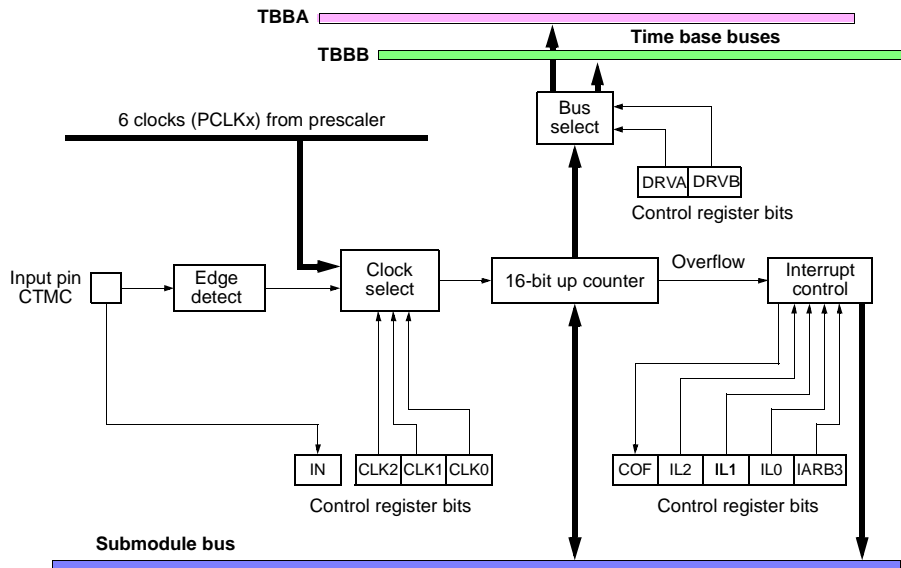 TBBA
Time base buses
TBBB
6 clocks (PCLKx) from prescaler
Bus
select
DRVA DRVB
Control register bits
Input pin
CTMC
Edge
detect
Clock
select
16-bit up counter
Overflow
Interrupt
control
IN
CLK2 CLK1 CLK0
Control register bits
COF IL2 IL1 IL0 IARB3
Control register bits
Submodule bus